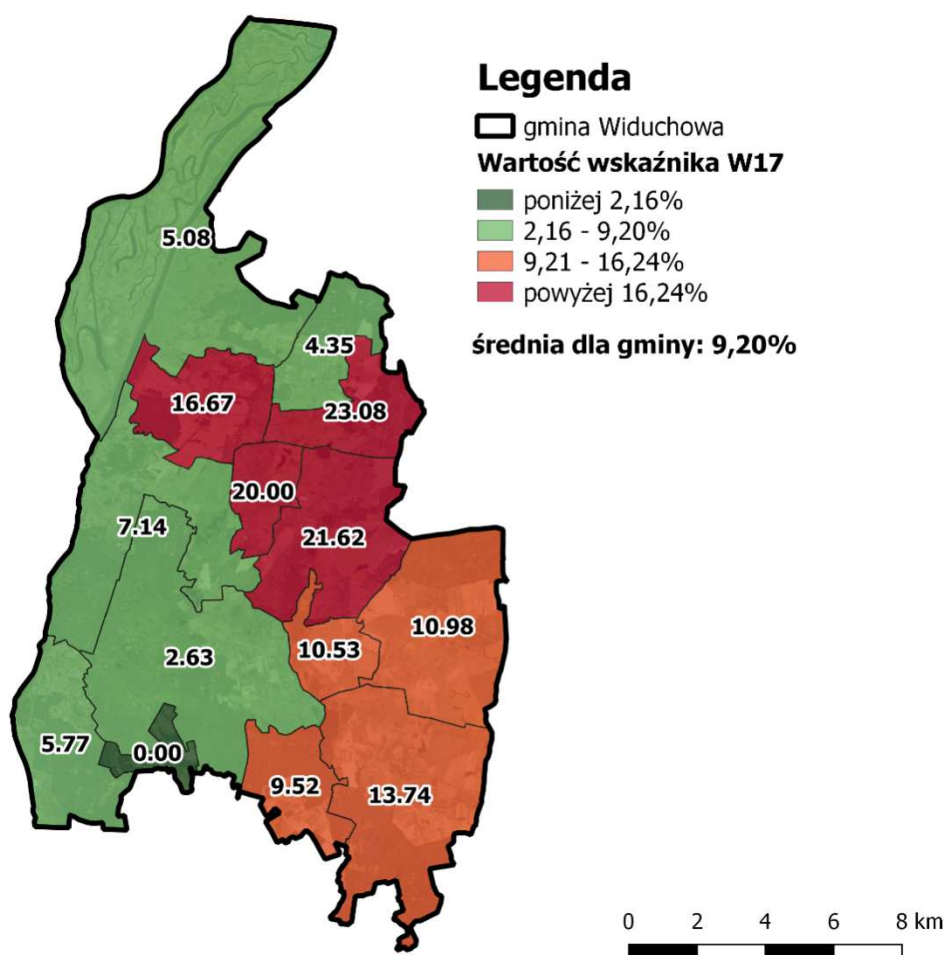 Legenda
gmina Widuchowa
Wartość wskaźnika W17
poniżej 2,16%
2,16 - 9,20%
9,21 - 16,24%
powyżej 16,24%
średnia dla gminy: 9,20%
5.08
4.35
16.67
23.08
20.00
7.14
21.62
10.98
10.53
2.63
5.77
0.00
9.52
13.74
0 2 4 6 8 km